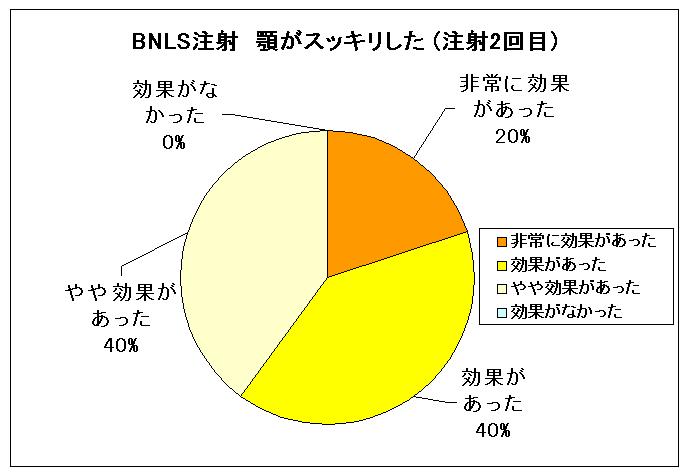 BNLS注射　顎がスッキリした（注射2回目）
効果がな
かった
0%
非常に効果
があった
20%
やや効果が
あった
40%
効果が
あった
40%
非常に効果があった
効果があった
やや効果があった
効果がなかった